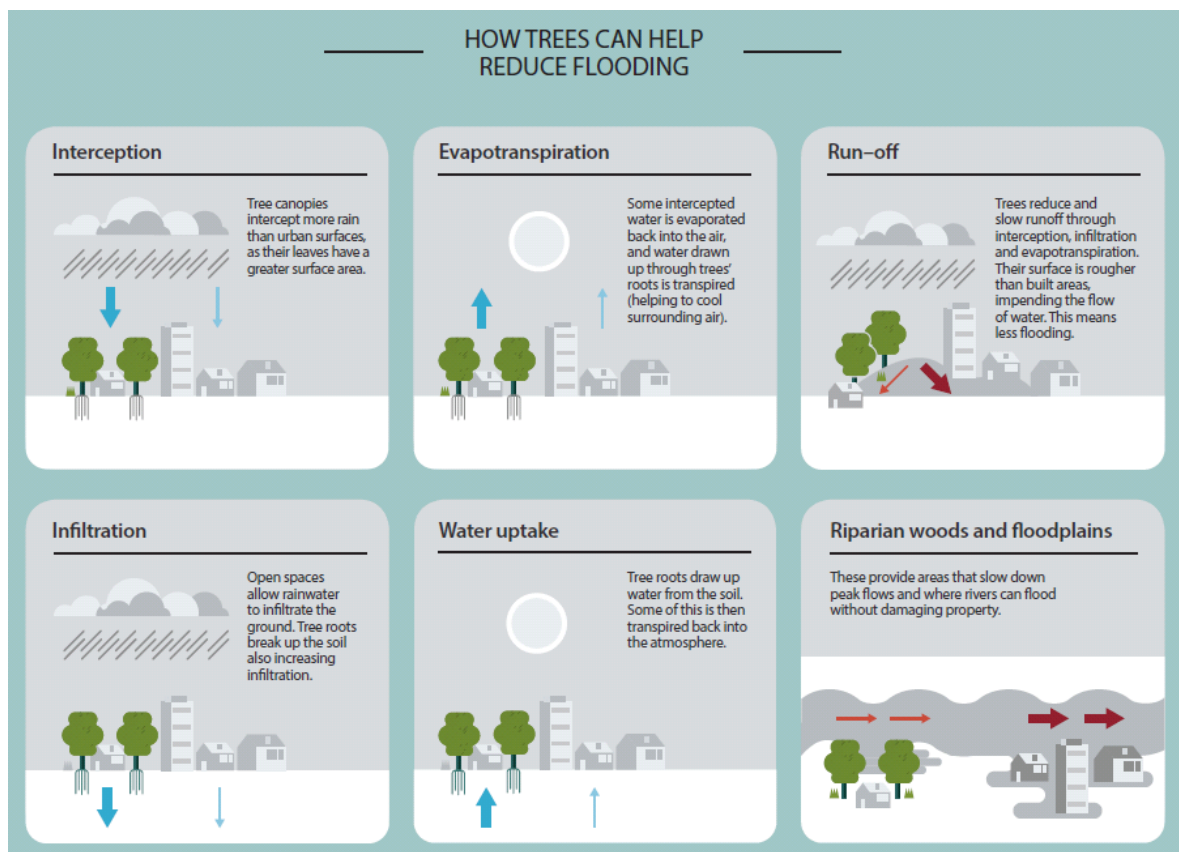 HOW TREES CAN HELP
REDUCE FLOODING
Interception
Tree canopies
intercept more rain
than urban surfaces,
as their leaves have a
greater surface area.
Evapotranspiration
Some intercepted
water is evaporated
back into the air,
and water drawn
up through trees’
roots is transpired
(helping to cool
surrounding air).
Run–off
Trees reduce and
slow runoff through
interception, infiltration
and evapotranspiration.
Their surface is rougher
than built areas,
impending the flow
of water. This means
less flooding.
Infiltration
Open spaces
allow rainwater
to infiltrate the
ground. Tree roots
break up the soil
also increasing
infiltration.
Water uptake
Tree roots draw up
water from the soil.
Some of this is then
transpired back into
the atmosphere.
Riparian woods and floodplains
These provide areas that slow down
peak flows and where rivers can flood
without damaging property.